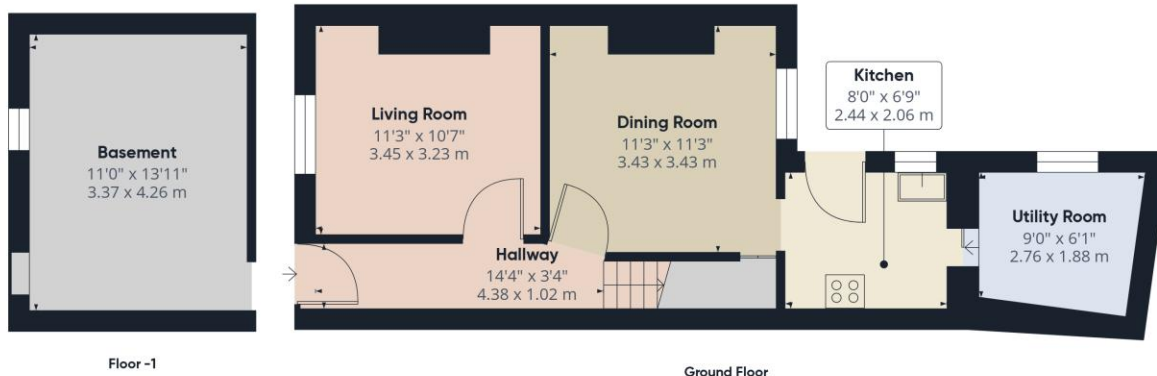 Basement
11'0" x 13'11"
3.37 x 4.26 m
Floor -1
Living Room
11'3" x 10'7"
3.45 x 3.23 m
Dining Room
11'3" x 11'3"
3.43 x 3.43 m
Kitchen
8'0" x 6'9"
2.44 x 2.06 m
Utility Room
9'0" x 6'1"
2.76 x 1.88 m
Hallway
14'4" x 3'4"
4.38 x 1.02 m
Ground Floor